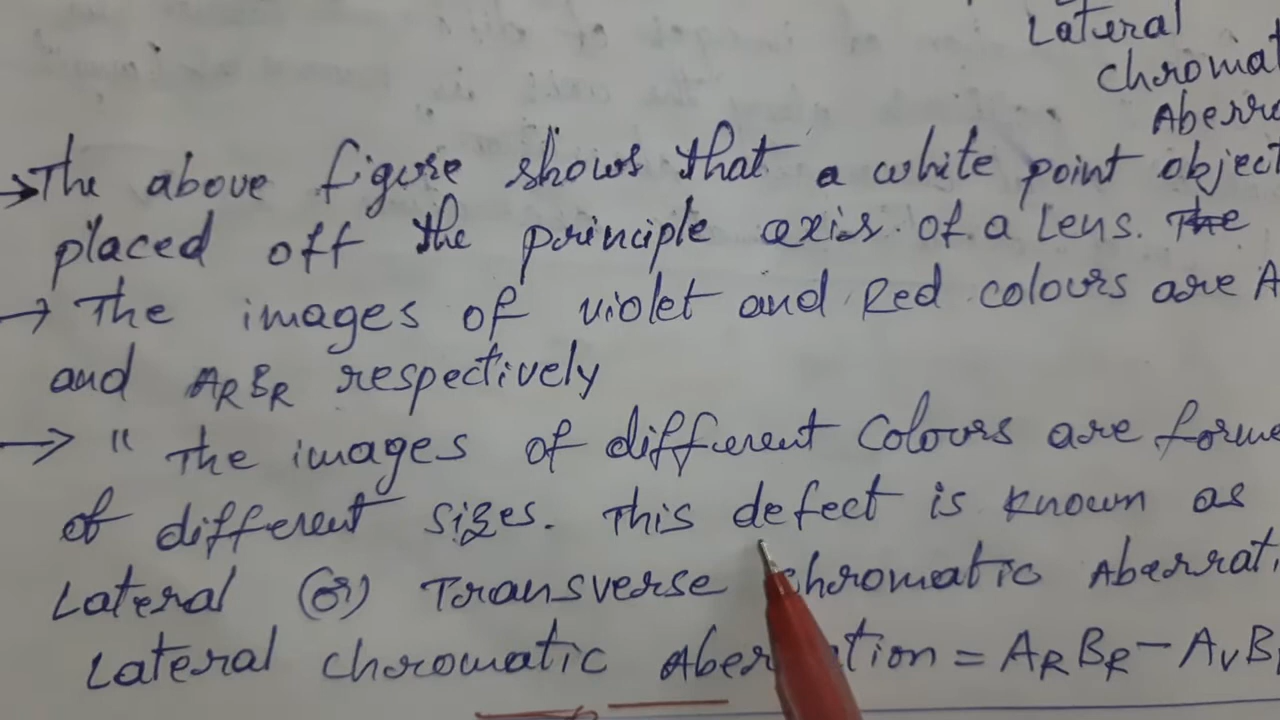 Lateral
Chromat
Aberra
→ The above figure shows that a white point object
placed off the principle axis of a Lens. The
→ The images of violet and Red colours are A
and ARBR respectively
→ " The images of different Colours are forme
of different sizes. This defect is known as
Lateral (or) Transverse chromatic Aberrati
Lateral chromatic Aberration = ARBR - AVB